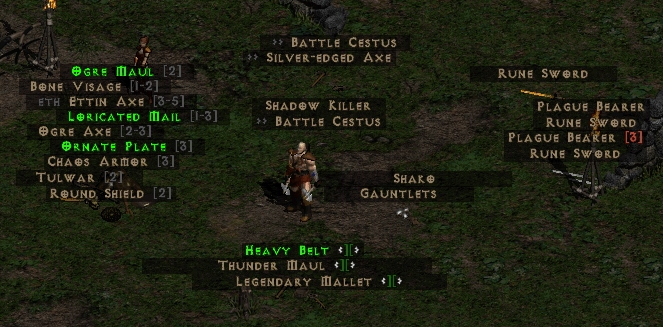 ›› Battle Cestus
›› Silver-edged Axe
Rune Sword
Ogre Maul [2]
Bone Visage [1-2]
eth Ettin Axe [3-5]
Loricated Mail [1-3]
Ogre Axe [2-3]
Ornate Plate [3]
Chaos Armor [3]
Tulwar [2]
Round Shield [2]
Shadow Killer
›› Battle Cestus
Plague Bearer
Rune Sword
Plague Bearer [3]
Rune Sword
Shako
Gauntlets
Heavy Belt
Thunder Maul
Legendary Mallet